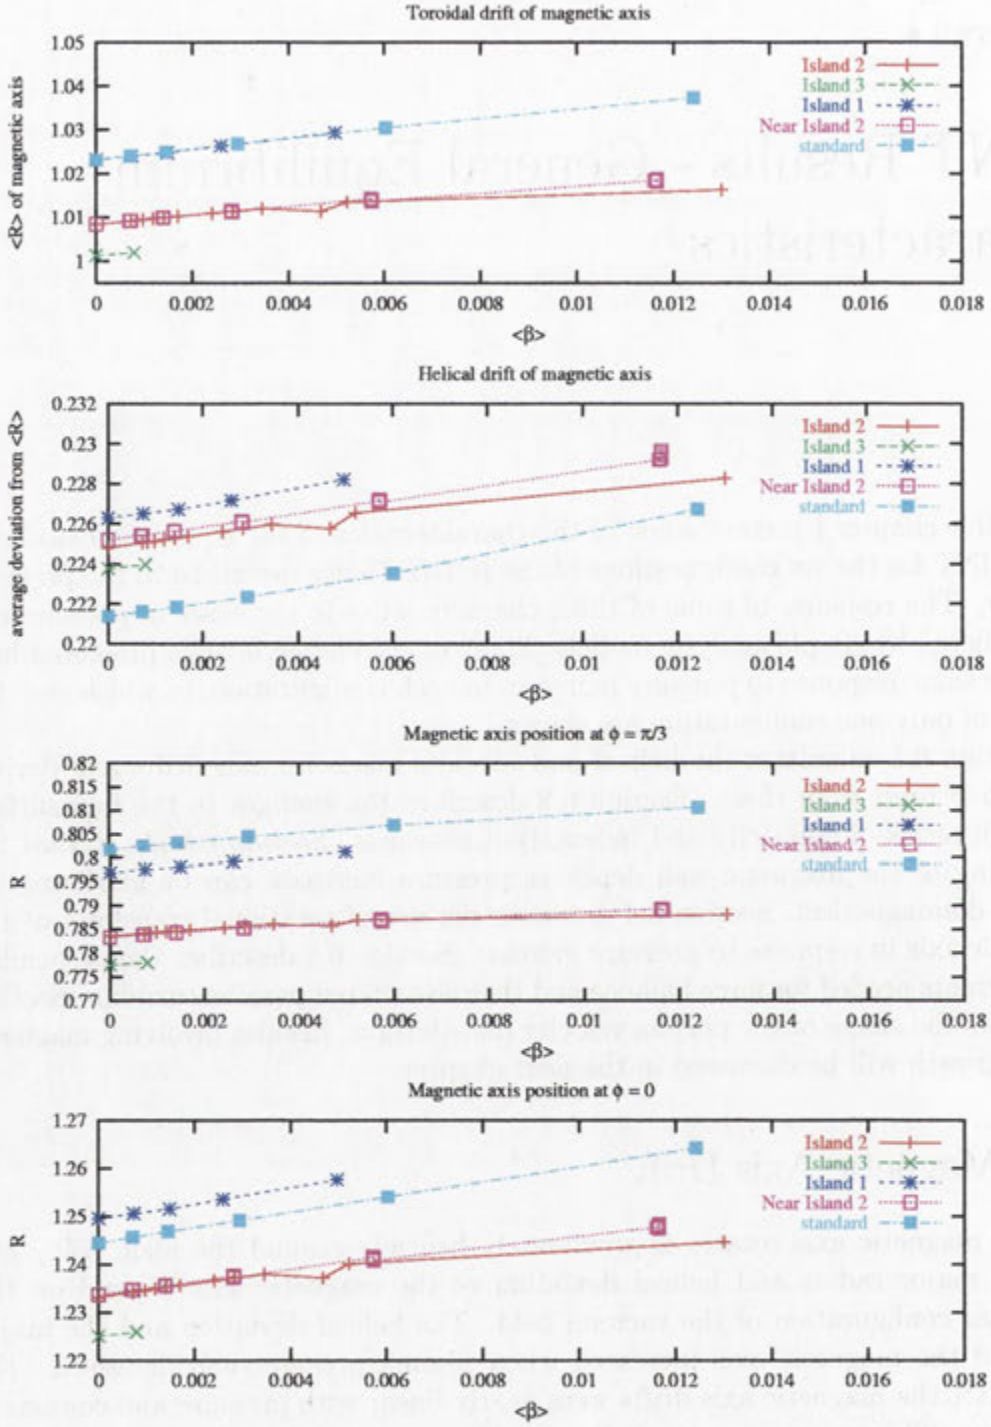 Toroidal drift of magnetic axis
<R> of magnetic axis
1.05
1.04
1.03
1.02
1.01
1
Island 2
Island 3
Island 1
Near Island 2
standard
0 0.002 0.004 0.006 0.008 0.01 0.012 0.014 0.016 0.018
<β>
Helical drift of magnetic axis
average deviation from <R>
0.232
0.23
0.228
0.226
0.224
0.222
0.22
Island 2
Island 3
Island 1
Near Island 2
standard
0 0.002 0.004 0.006 0.008 0.01 0.012 0.014 0.016 0.018
<β>
Magnetic axis position at ϕ = π/3
R
0.82
0.815
0.81
0.805
0.8
0.795
0.79
0.785
0.78
0.775
0.77
Island 2
Island 3
Island 1
Near Island 2
standard
0 0.002 0.004 0.006 0.008 0.01 0.012 0.014 0.016 0.018
<β>
Magnetic axis position at ϕ = 0
R
1.27
1.26
1.25
1.24
1.23
1.22
Island 2
Island 3
Island 1
Near Island 2
standard
0 0.002 0.004 0.006 0.008 0.01 0.012 0.014 0.016 0.018
<β>